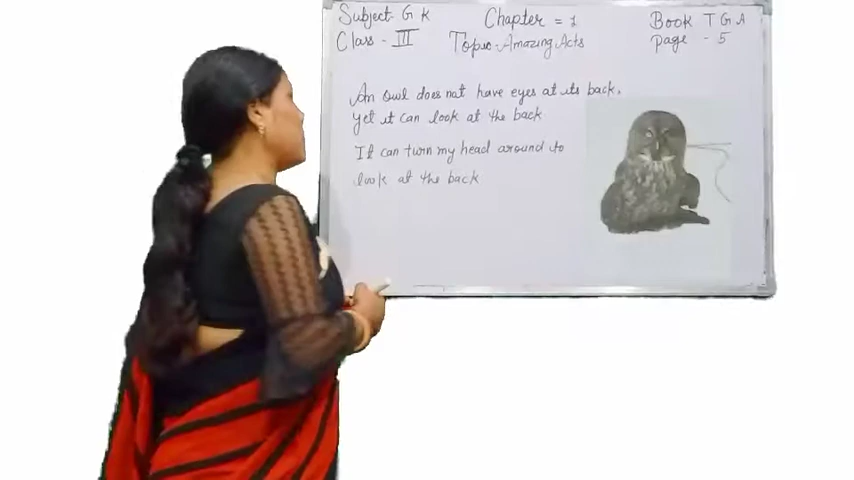 Subject- G K Chapter = 1 Book T G A
Class - III Topic-Amazing Acts Page - 5
An owl does not have eyes at its back,
yet it can look at the back
It can turn my head around to
look at the back